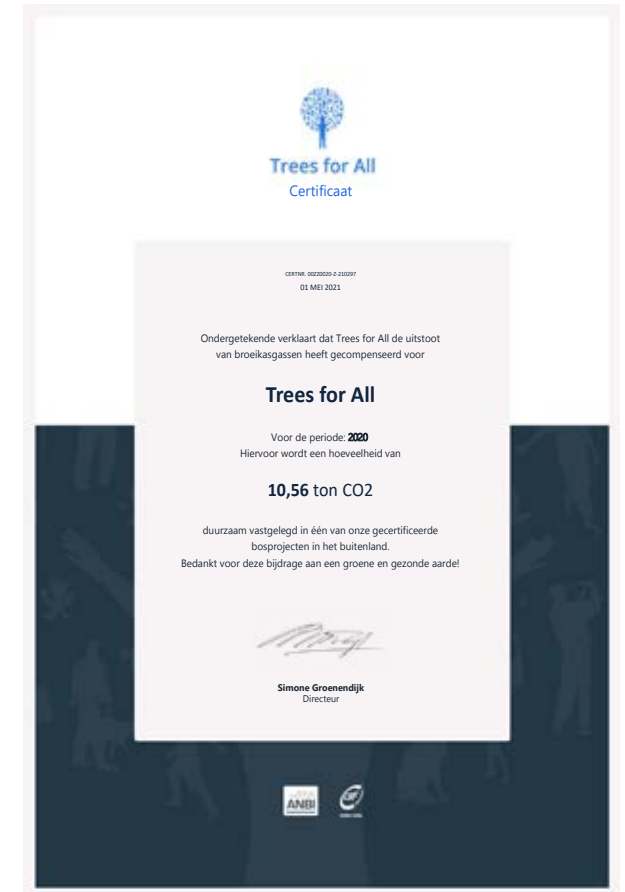 Trees for All
Certificaat
CERTNR. 00220020-Z-210297
01 MEI 2021
Ondergetekende verklaart dat Trees for All de uitstoot
van broeikasgassen heeft gecompenseerd voor
Trees for All
Voor de periode: 2020
Hiervoor wordt een hoeveelheid van
10,56 ton CO2
duurzaam vastgelegd in één van onze gecertificeerde
bosprojecten in het buitenland.
Bedankt voor deze bijdrage aan een groene en gezonde aarde!
Simone Groenendijk
Directeur
ANBI